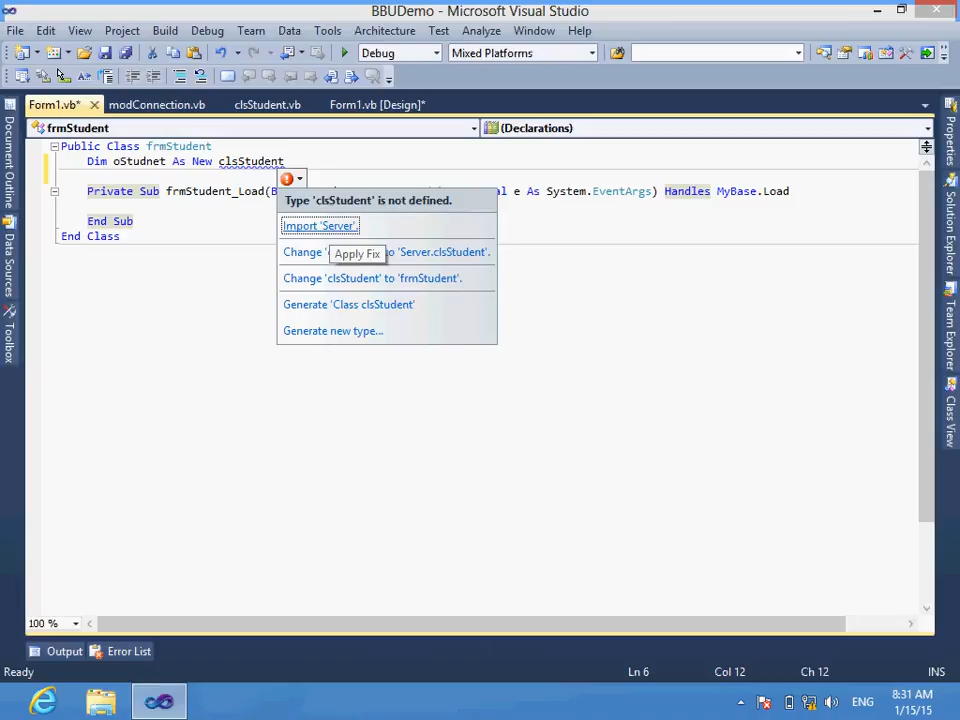 BBUDemo - Microsoft Visual Studio
File Edit View Project Build Debug Team Data Tools Architecture Test Analyze Window Help
Debug Mixed Platforms
Form1.vb* modConnection.vb clsStudent.vb Form1.vb [Design]*
frmStudent (Declarations)
Public Class frmStudent
Dim oStudnet As New clsStudent
Private Sub frmStudent_Load(B al e As System.EventArgs) Handles MyBase.Load
End Sub
End Class
Type 'clsStudent' is not defined.
Import 'Server'.
Change ' o 'Server.clsStudent'.
Apply Fix
Change 'clsStudent' to 'frmStudent'.
Generate 'Class clsStudent'
Generate new type...
Document Outline
Data Sources
Toolbox
Properties
Solution Explorer
Team Explorer
Class View
100 %
Output Error List
Ready Ln 6 Col 12 Ch 12 INS
ENG
8:31 AM
1/15/15